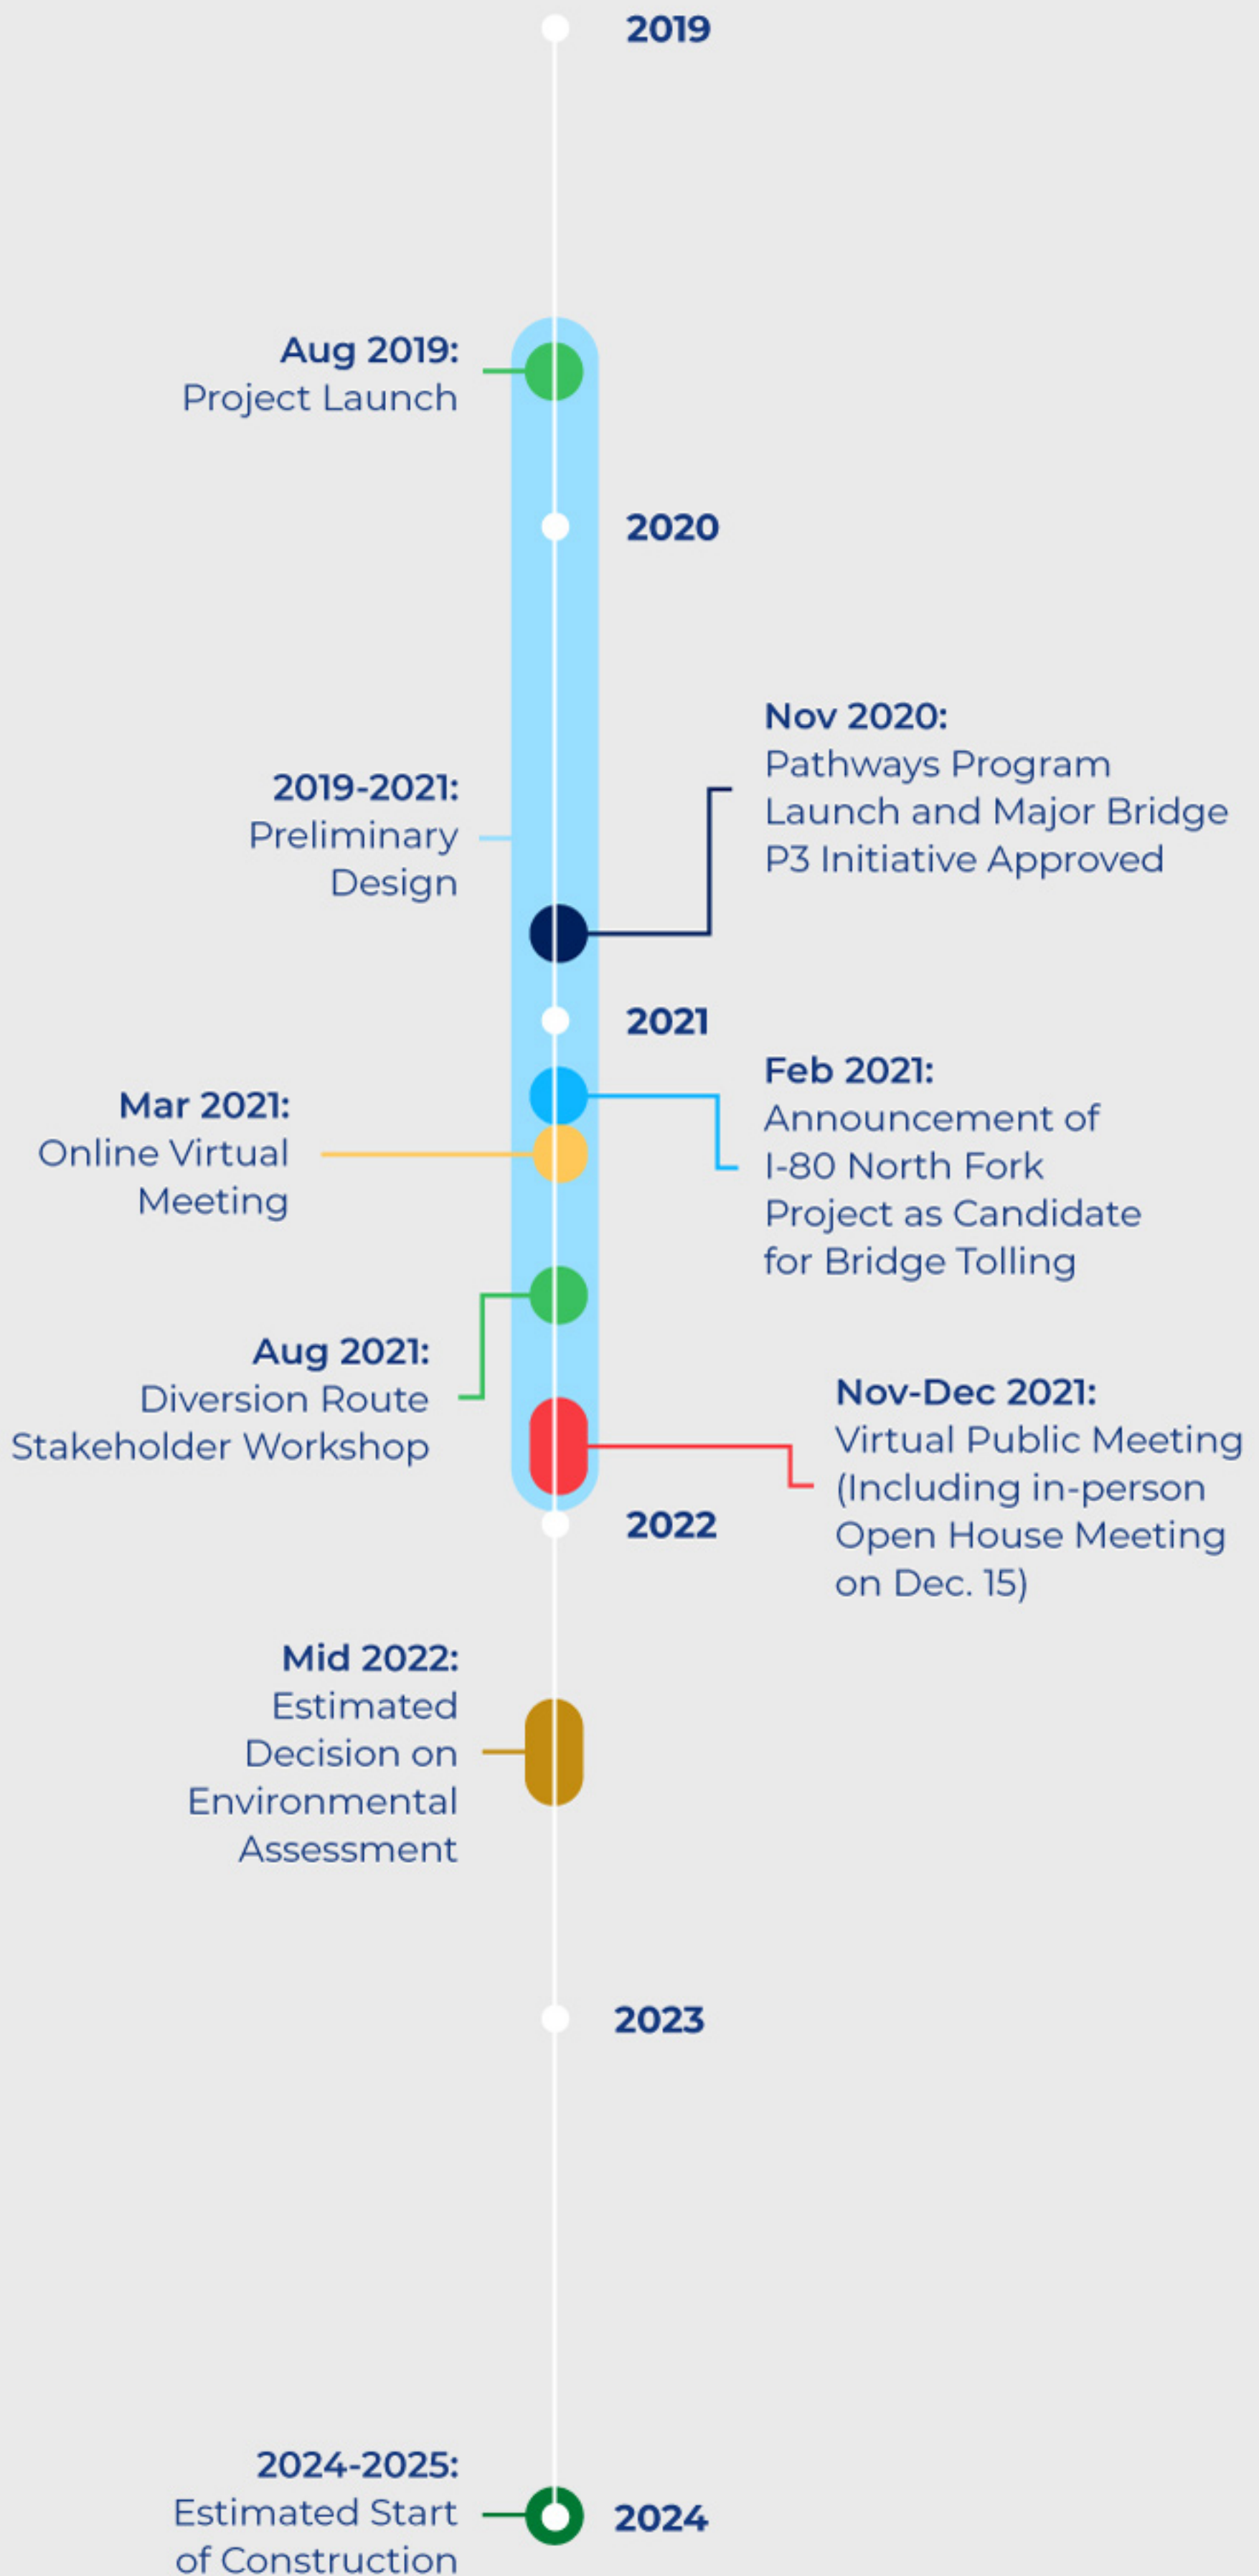 2019
Aug 2019:
Project Launch
2020
Nov 2020:
Pathways Program
Launch and Major Bridge
P3 Initiative Approved
2019-2021:
Preliminary
Design
2021
Feb 2021:
Announcement of
I-80 North Fork
Project as Candidate
for Bridge Tolling
Mar 2021:
Online Virtual
Meeting
Aug 2021:
Diversion Route
Stakeholder Workshop
Nov-Dec 2021:
Virtual Public Meeting
(Including in-person
Open House Meeting
on Dec. 15)
2022
Mid 2022:
Estimated
Decision on
Environmental
Assessment
2023
2024-2025:
Estimated Start
of Construction
2024